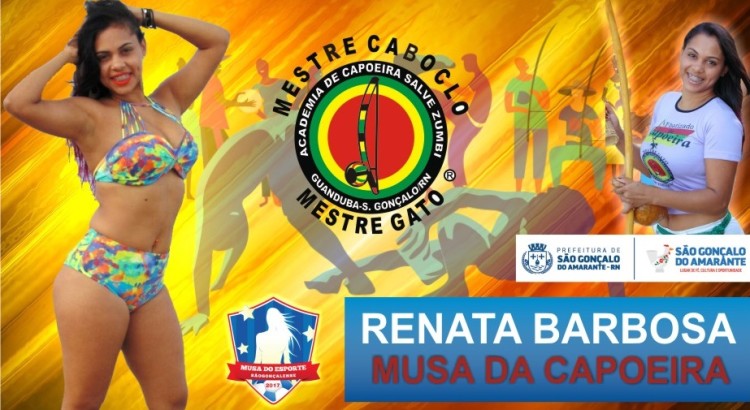 MESTRE CABOCLO
ACADEMIA DE CAPOEIRA SALVE ZUMBI
GUANDUBA-S. GONÇALO/RN
MESTRE GATO ®
capoeira
PREFEITURA DE
SÃO GONÇALO
DO AMARANTE - RN
SÃO GONÇALO
DO AMARANTE
MUSA DO ESPORTE
SÃOGONÇALENSE
2017
RENATA BARBOSA
MUSA DA CAPOEIRA